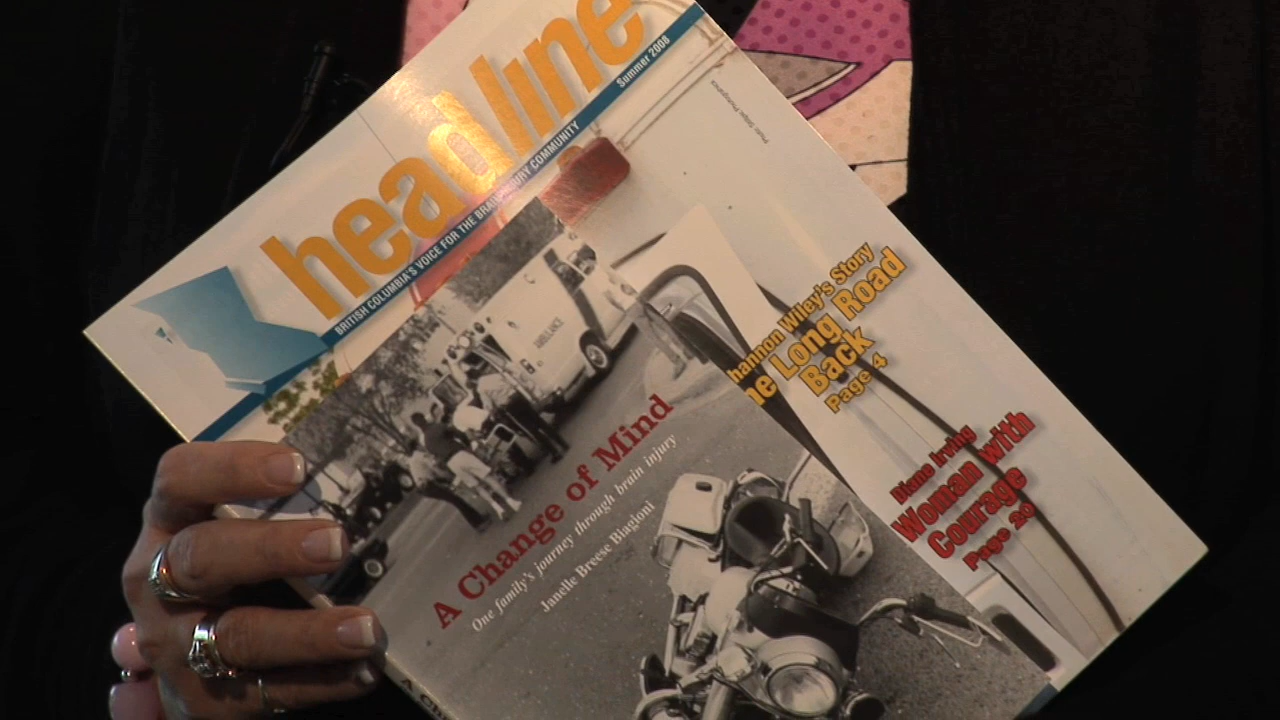 headline
Summer 2008
BRITISH COLUMBIA'S VOICE FOR THE BRAIN INJURY COMMUNITY
hannon Wiley's Story
he Long Road
Back
Page 4
Diane Irving
Woman with
Courage
Page 20
AMBULANCE
A Change of Mind
One family's journey through brain injury
Janelle Breese Biagioni